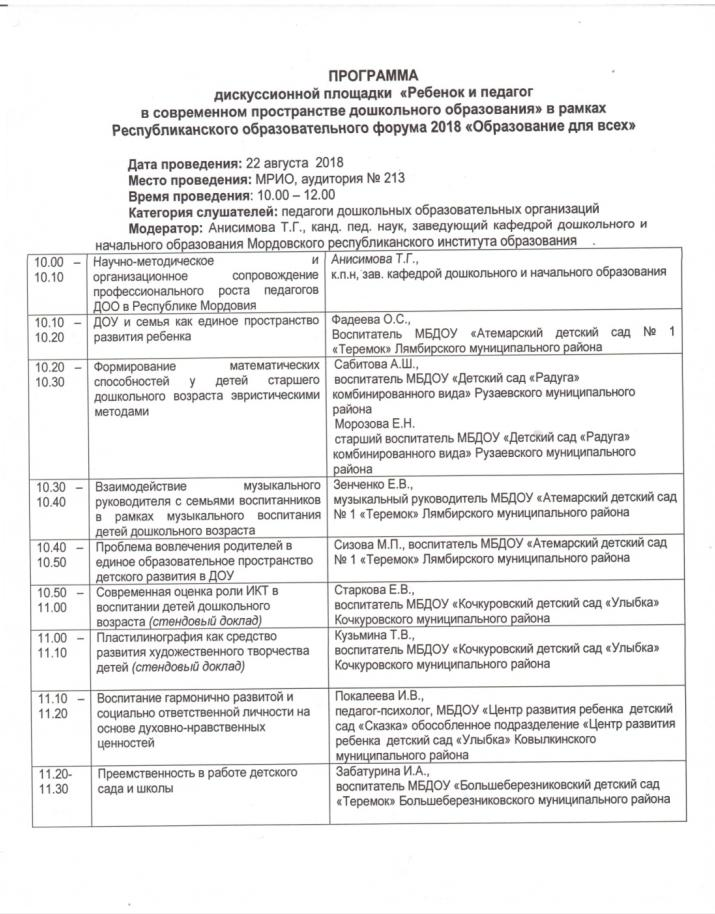 ПРОГРАММА
дискуссионной площадки «Ребенок и педагог
в современном пространстве дошкольного образования» в рамках
Республиканского образовательного форума 2018 «Образование для всех»
Дата проведения: 22 августа 2018
Место проведения: МРИО, аудитория № 213
Время проведения: 10.00 – 12.00
Категория слушателей: педагоги дошкольных образовательных организаций
Модератор: Анисимова Т.Г., канд. пед. наук, заведующий кафедрой дошкольного и
начального образования Мордовского республиканского института образования .
10.00 –
10.10
Научно-методическое и
организационное сопровождение
профессионального роста педагогов
ДОО в Республике Мордовия
Анисимова Т.Г.,
к.п.н, зав. кафедрой дошкольного и начального образования
10.10 –
10.20
ДОУ и семья как единое пространство
развития ребенка
Фадеева О.С.,
Воспитатель МБДОУ «Атемарский детский сад № 1
«Теремок» Лямбирского муниципального района
10.20 –
10.30
Формирование математических
способностей у детей старшего
дошкольного возраста эвристическими
методами
Сабитова А.Ш.,
воспитатель МБДОУ «Детский сад «Радуга»
комбинированного вида» Рузаевского муниципального
района
Морозова Е.Н.
старший воспитатель МБДОУ «Детский сад «Радуга»
комбинированного вида» Рузаевского муниципального
района
10.30 –
10.40
Взаимодействие музыкального
руководителя с семьями воспитанников
в рамках музыкального воспитания
детей дошкольного возраста
Зенченко Е.В.,
музыкальный руководитель МБДОУ «Атемарский детский сад
№ 1 «Теремок» Лямбирского муниципального района
10.40 –
10.50
Проблема вовлечения родителей в
единое образовательное пространство
детского развития в ДОУ
Сизова М.П., воспитатель МБДОУ «Атемарский детский сад
№ 1 «Теремок» Лямбирского муниципального района
10.50 –
11.00
Современная оценка роли ИКТ в
воспитании детей дошкольного
возраста (стендовый доклад)
Старкова Е.В.,
воспитатель МБДОУ «Кочкуровский детский сад «Улыбка»
Кочкуровского муниципального района
11.00 –
11.10
Пластилинография как средство
развития художественного творчества
детей (стендовый доклад)
Кузьмина Т.В.,
воспитатель МБДОУ «Кочкуровский детский сад «Улыбка»
Кочкуровского муниципального района
11.10 –
11.20
Воспитание гармонично развитой и
социально ответственной личности на
основе духовно-нравственных
ценностей
Покалеева И.В.,
педагог-психолог, МБДОУ «Центр развития ребенка детский
сад «Сказка» обособленное подразделение «Центр развития
ребенка детский сад «Улыбка» Ковылкинского
муниципального района
11.20-
11.30
Преемственность в работе детского
сада и школы
Забатурина И.А.,
воспитатель МБДОУ «Большеберезниковский детский сад
«Теремок» Большеберезниковского муниципального района